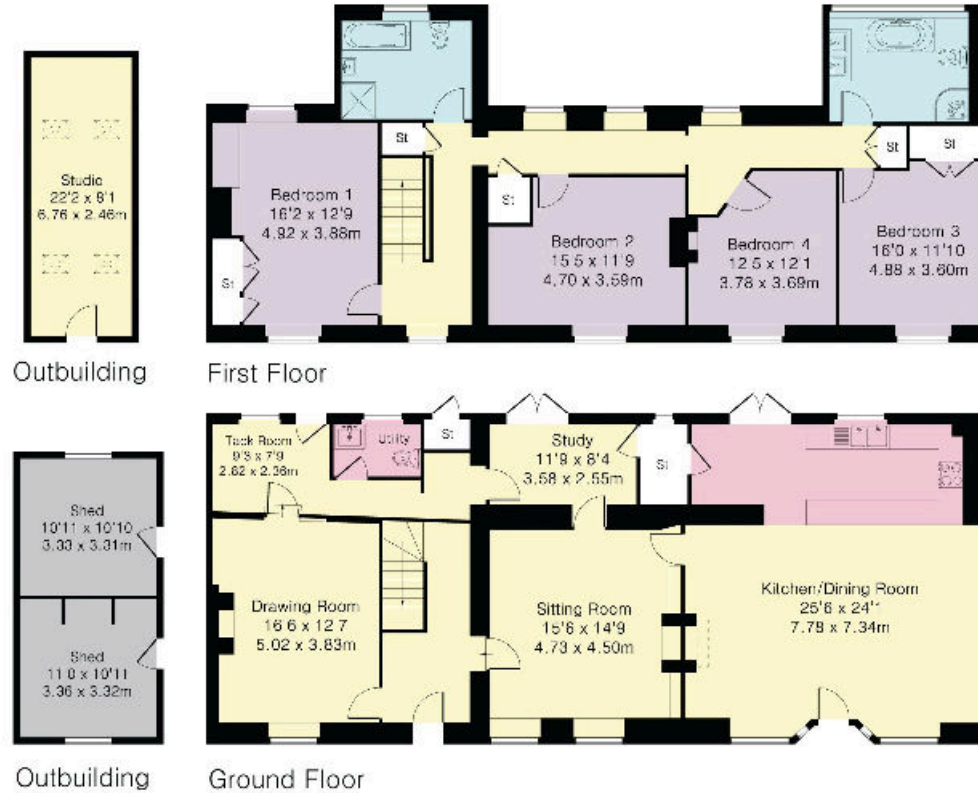 Studio
22'2 x 8'1
6.76 x 2.46m
Outbuilding
St
Bedroom 1
16'2 x 12'9
4.92 x 3.88m
St
St
Bedroom 2
15'5 x 11'9
4.70 x 3.59m
Bedroom 4
12'5 x 12'1
3.78 x 3.69m
St
St
Bedroom 3
16'0 x 11'10
4.88 x 3.60m
First Floor
Shed
10'11 x 10'10
3.33 x 3.31m
Shed
11'0 x 10'11
3.36 x 3.32m
Outbuilding
Tack Room
9'3 x 7'9
2.82 x 2.36m
Utility
St
Study
11'9 x 8'4
3.58 x 2.55m
St
Drawing Room
16'6 x 12'7
5.02 x 3.83m
Sitting Room
15'6 x 14'9
4.73 x 4.50m
Kitchen/Dining Room
25'6 x 24'1
7.78 x 7.34m
Ground Floor